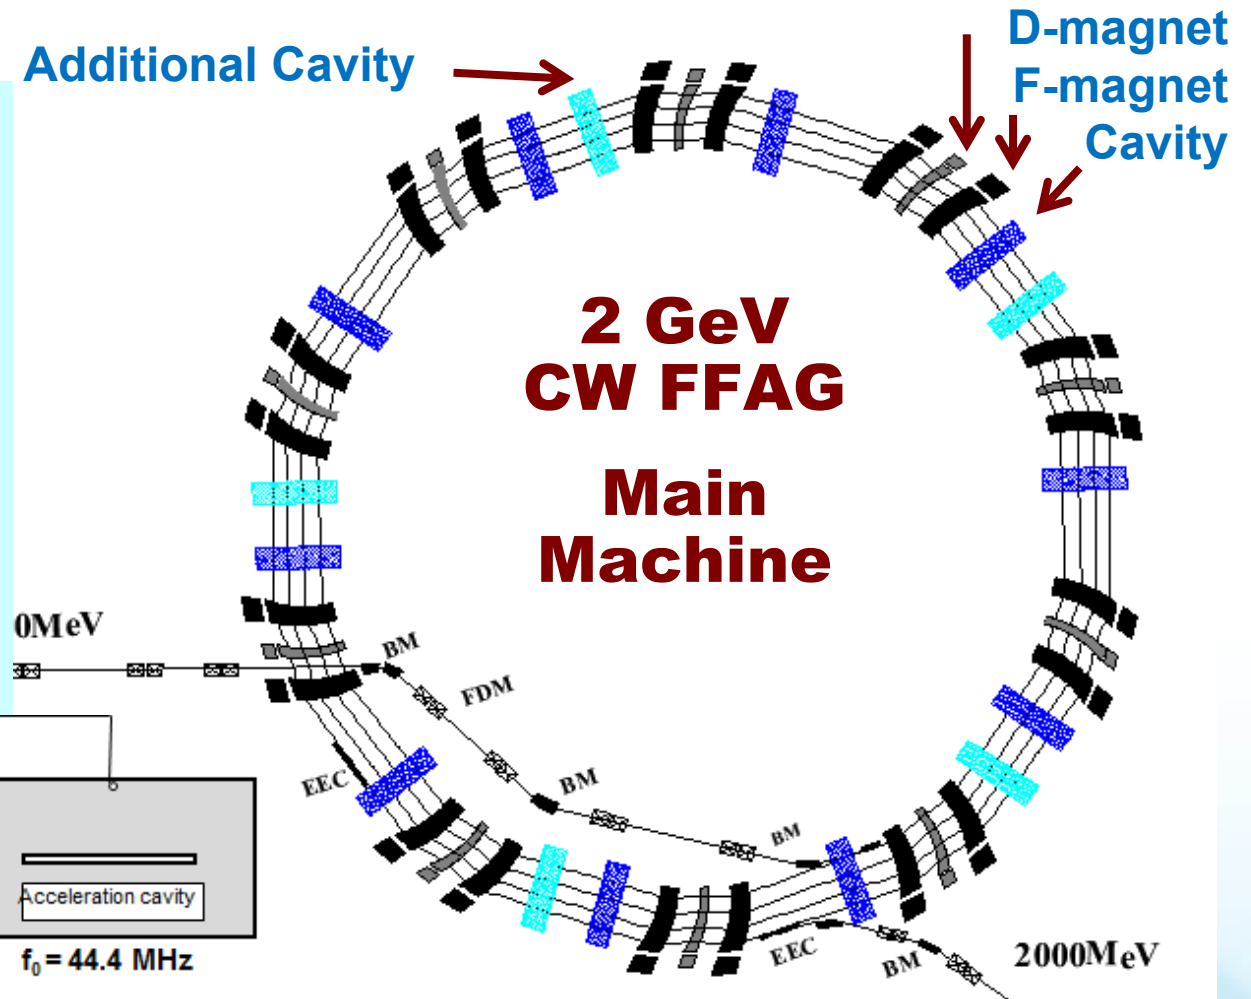 Additional Cavity
D-magnet
F-magnet
Cavity
2 GeV
CW FFAG
Main
Machine
0MeV
BM
FDM
EEC
BM
BM
Acceleration cavity
EEC
BM
2000MeV
f₀ = 44.4 MHz